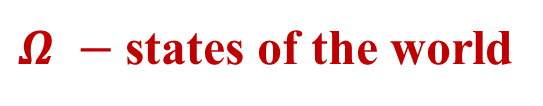 Ω – states of the world